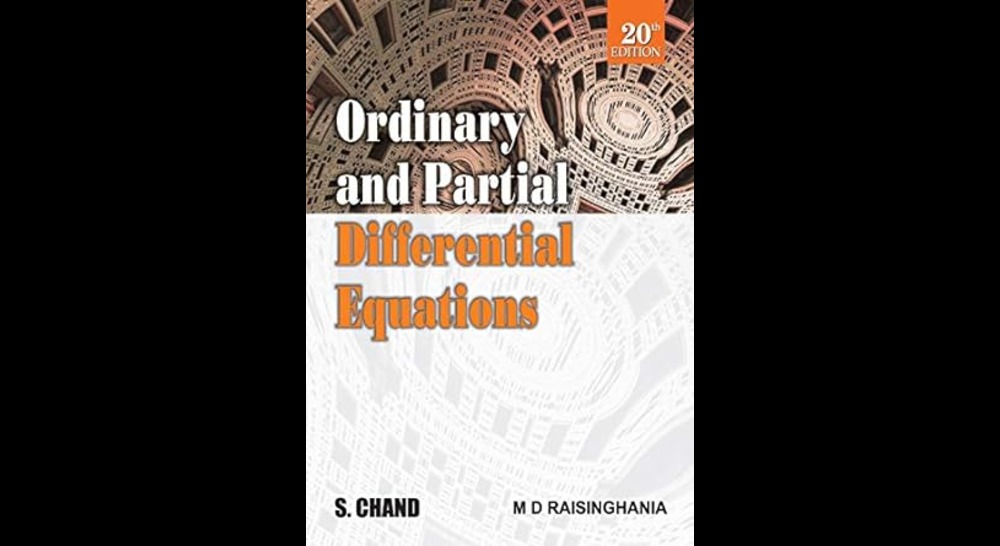 20th
EDITION
Ordinary
and Partial
Differential
Equations
S. CHAND
M D RAISINGHANIA